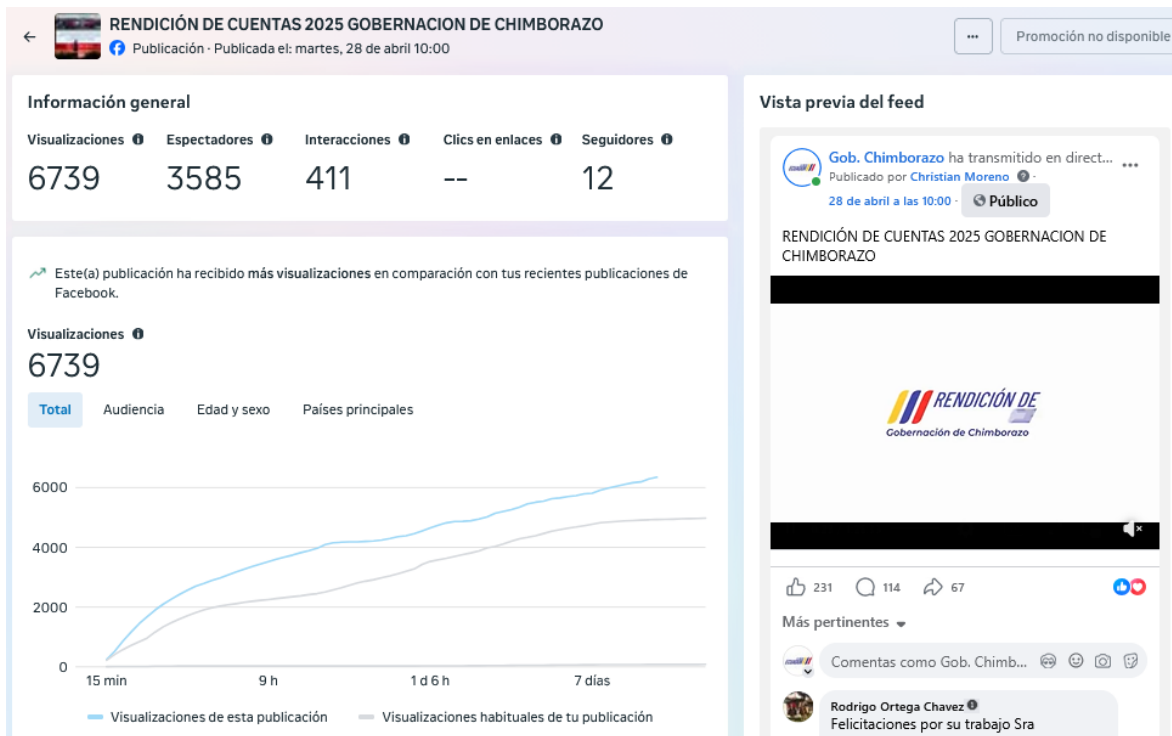 RENDICIÓN DE CUENTAS 2025 GOBERNACION DE CHIMBORAZO
Publicación · Publicada el: martes, 28 de abril 10:00
Promoción no disponible
Información general
Visualizaciones Espectadores Interacciones Clics en enlaces Seguidores
6739 3585 411 -- 12
Este(a) publicación ha recibido más visualizaciones en comparación con tus recientes publicaciones de
Facebook.
Visualizaciones
6739
Total Audiencia Edad y sexo Países principales
6000
4000
2000
0
15 min 9 h 1 d 6 h 7 días
Visualizaciones de esta publicación Visualizaciones habituales de tu publicación
Vista previa del feed
Gob. Chimborazo ha transmitido en direct...
Publicado por Christian Moreno
28 de abril a las 10:00 · Público
RENDICIÓN DE CUENTAS 2025 GOBERNACION DE
CHIMBORAZO
RENDICIÓN DE
Gobernación de Chimborazo
231 114 67
Más pertinentes
Comentas como Gob. Chimb...
Rodrigo Ortega Chavez
Felicitaciones por su trabajo Sra